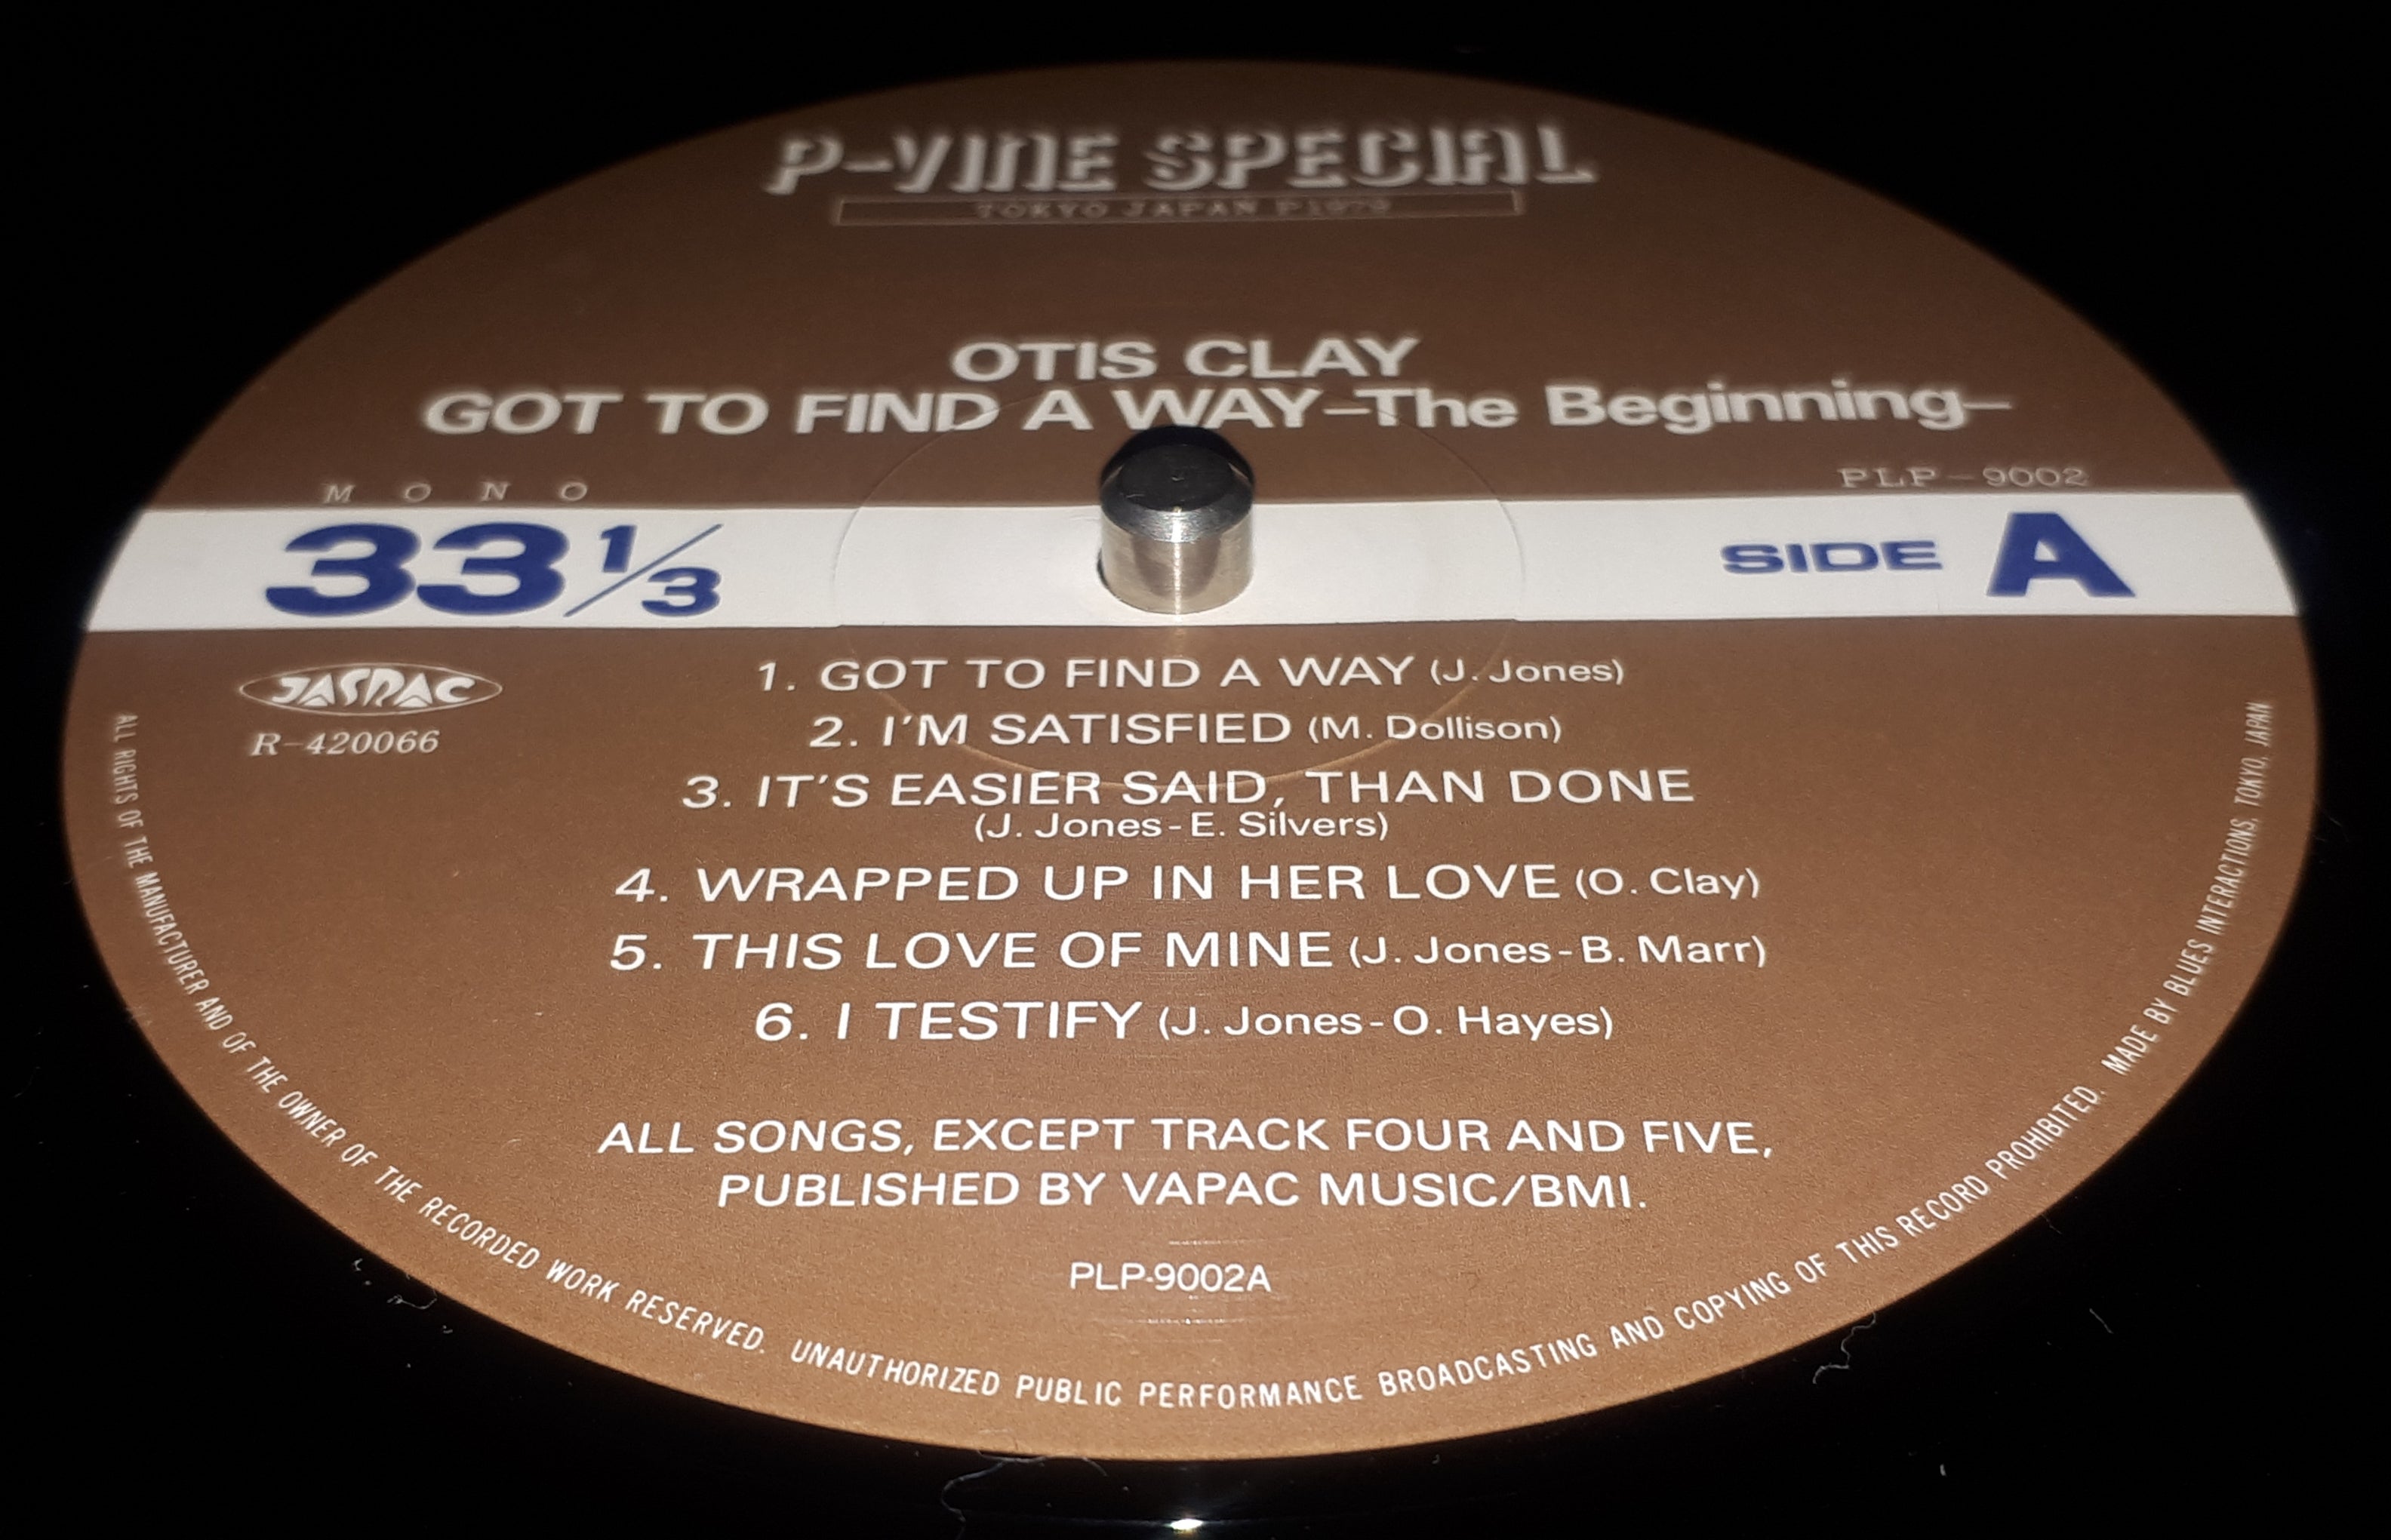 P-VINE SPECIAL
TOKYO JAPAN P1979
OTIS CLAY
GOT TO FIND A WAY–The Beginning–
MONO
PLP-9002
33 1/3
SIDE A
JASRAC
R-420066
1. GOT TO FIND A WAY (J. Jones)
2. I'M SATISFIED (M. Dollison)
3. IT'S EASIER SAID, THAN DONE
(J. Jones-E. Silvers)
4. WRAPPED UP IN HER LOVE (O. Clay)
5. THIS LOVE OF MINE (J. Jones-B. Marr)
6. I TESTIFY (J. Jones-O. Hayes)
ALL SONGS, EXCEPT TRACK FOUR AND FIVE,
PUBLISHED BY VAPAC MUSIC/BMI.
PLP-9002A
ALL RIGHTS OF THE MANUFACTURER AND OF THE OWNER OF THE RECORDED WORK RESERVED. UNAUTHORIZED PUBLIC PERFORMANCE BROADCASTING AND COPYING OF THIS RECORD PROHIBITED. MADE BY BLUES INTERACTIONS, TOKYO, JAPAN